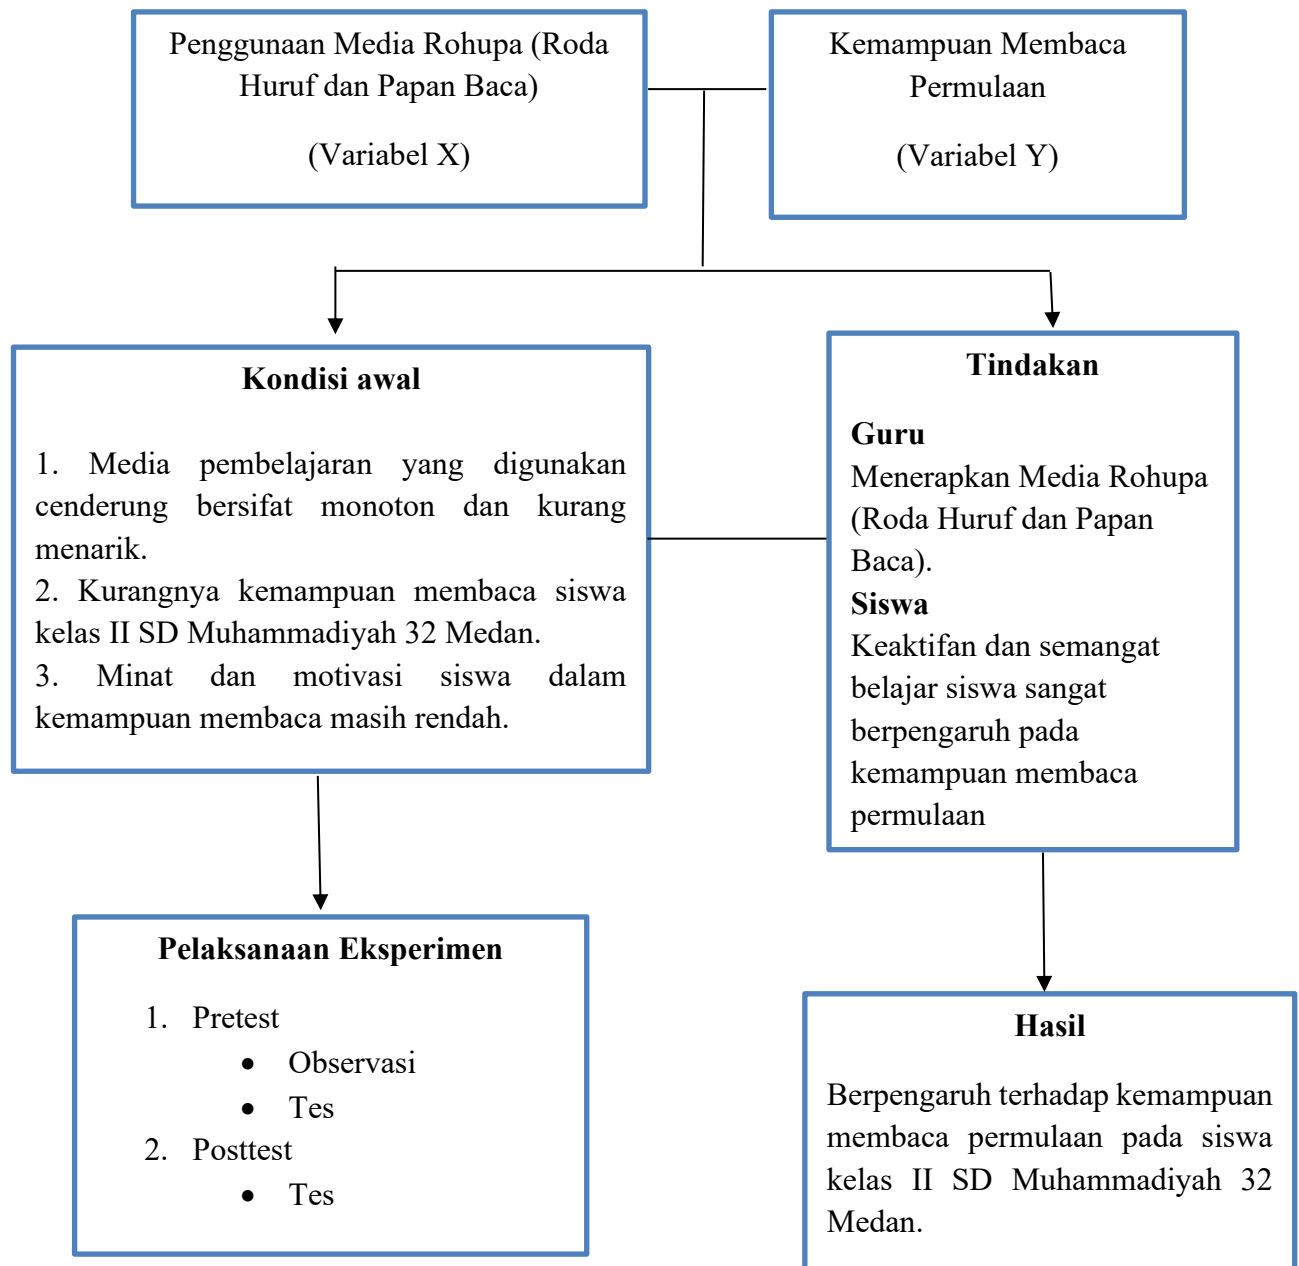 Penggunaan Media Rohupa (Roda
Huruf dan Papan Baca)
(Variabel X)
Kemampuan Membaca
Permulaan
(Variabel Y)
Kondisi awal
1. Media pembelajaran yang digunakan
cenderung bersifat monoton dan kurang
menarik.
2. Kurangnya kemampuan membaca siswa
kelas II SD Muhammadiyah 32 Medan.
3. Minat dan motivasi siswa dalam
kemampuan membaca masih rendah.
Tindakan
Guru
Menerapkan Media Rohupa
(Roda Huruf dan Papan
Baca).
Siswa
Keaktifan dan semangat
belajar siswa sangat
berpengaruh pada
kemampuan membaca
permulaan
Pelaksanaan Eksperimen
1. Pretest
• Observasi
• Tes
2. Posttest
• Tes
Hasil
Berpengaruh terhadap kemampuan
membaca permulaan pada siswa
kelas II SD Muhammadiyah 32
Medan.